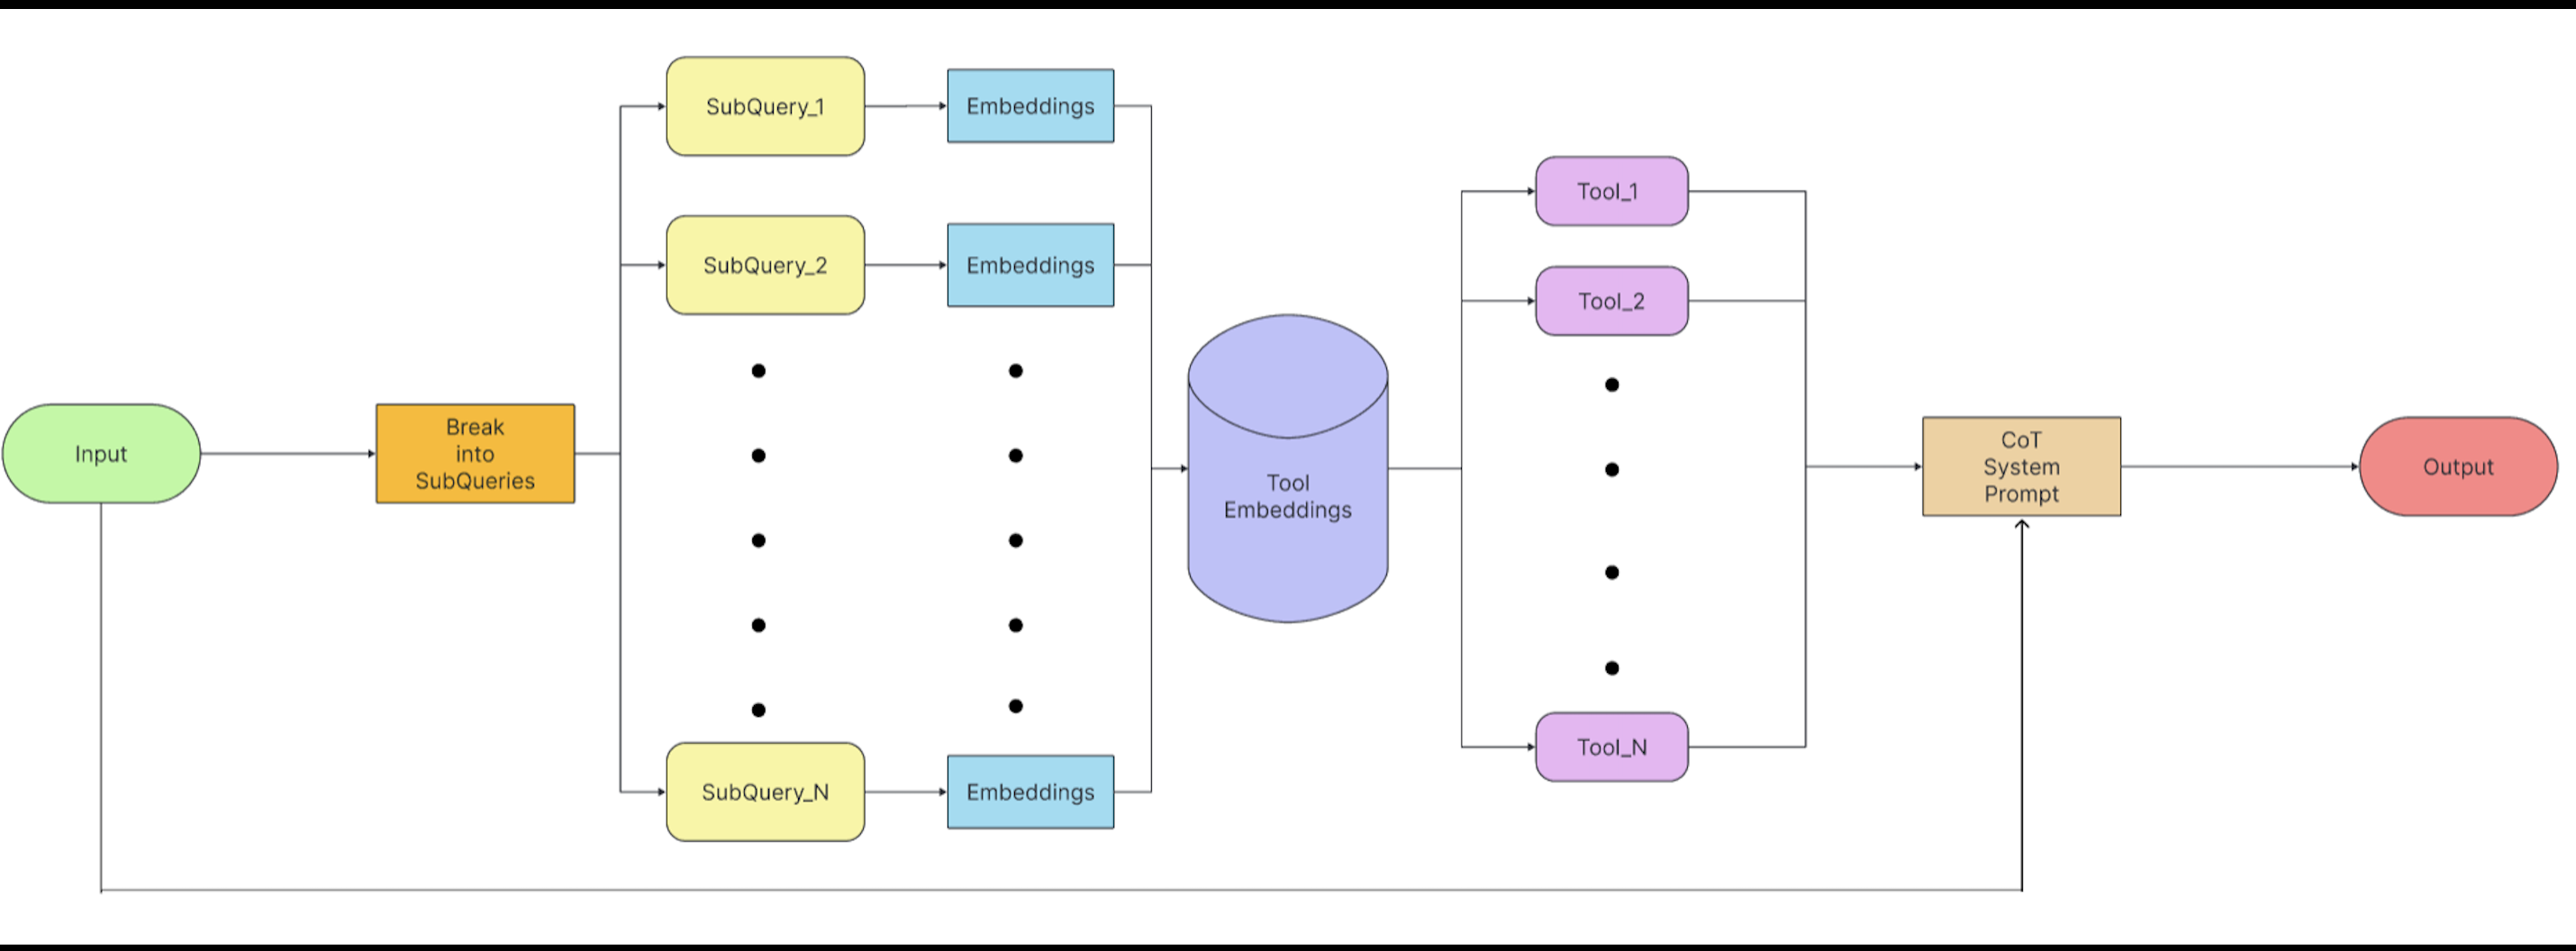 Input
Break
into
SubQueries
SubQuery_1
Embeddings
SubQuery_2
Embeddings
SubQuery_N
Embeddings
Tool
Embeddings
Tool_1
Tool_2
Tool_N
CoT
System
Prompt
Output